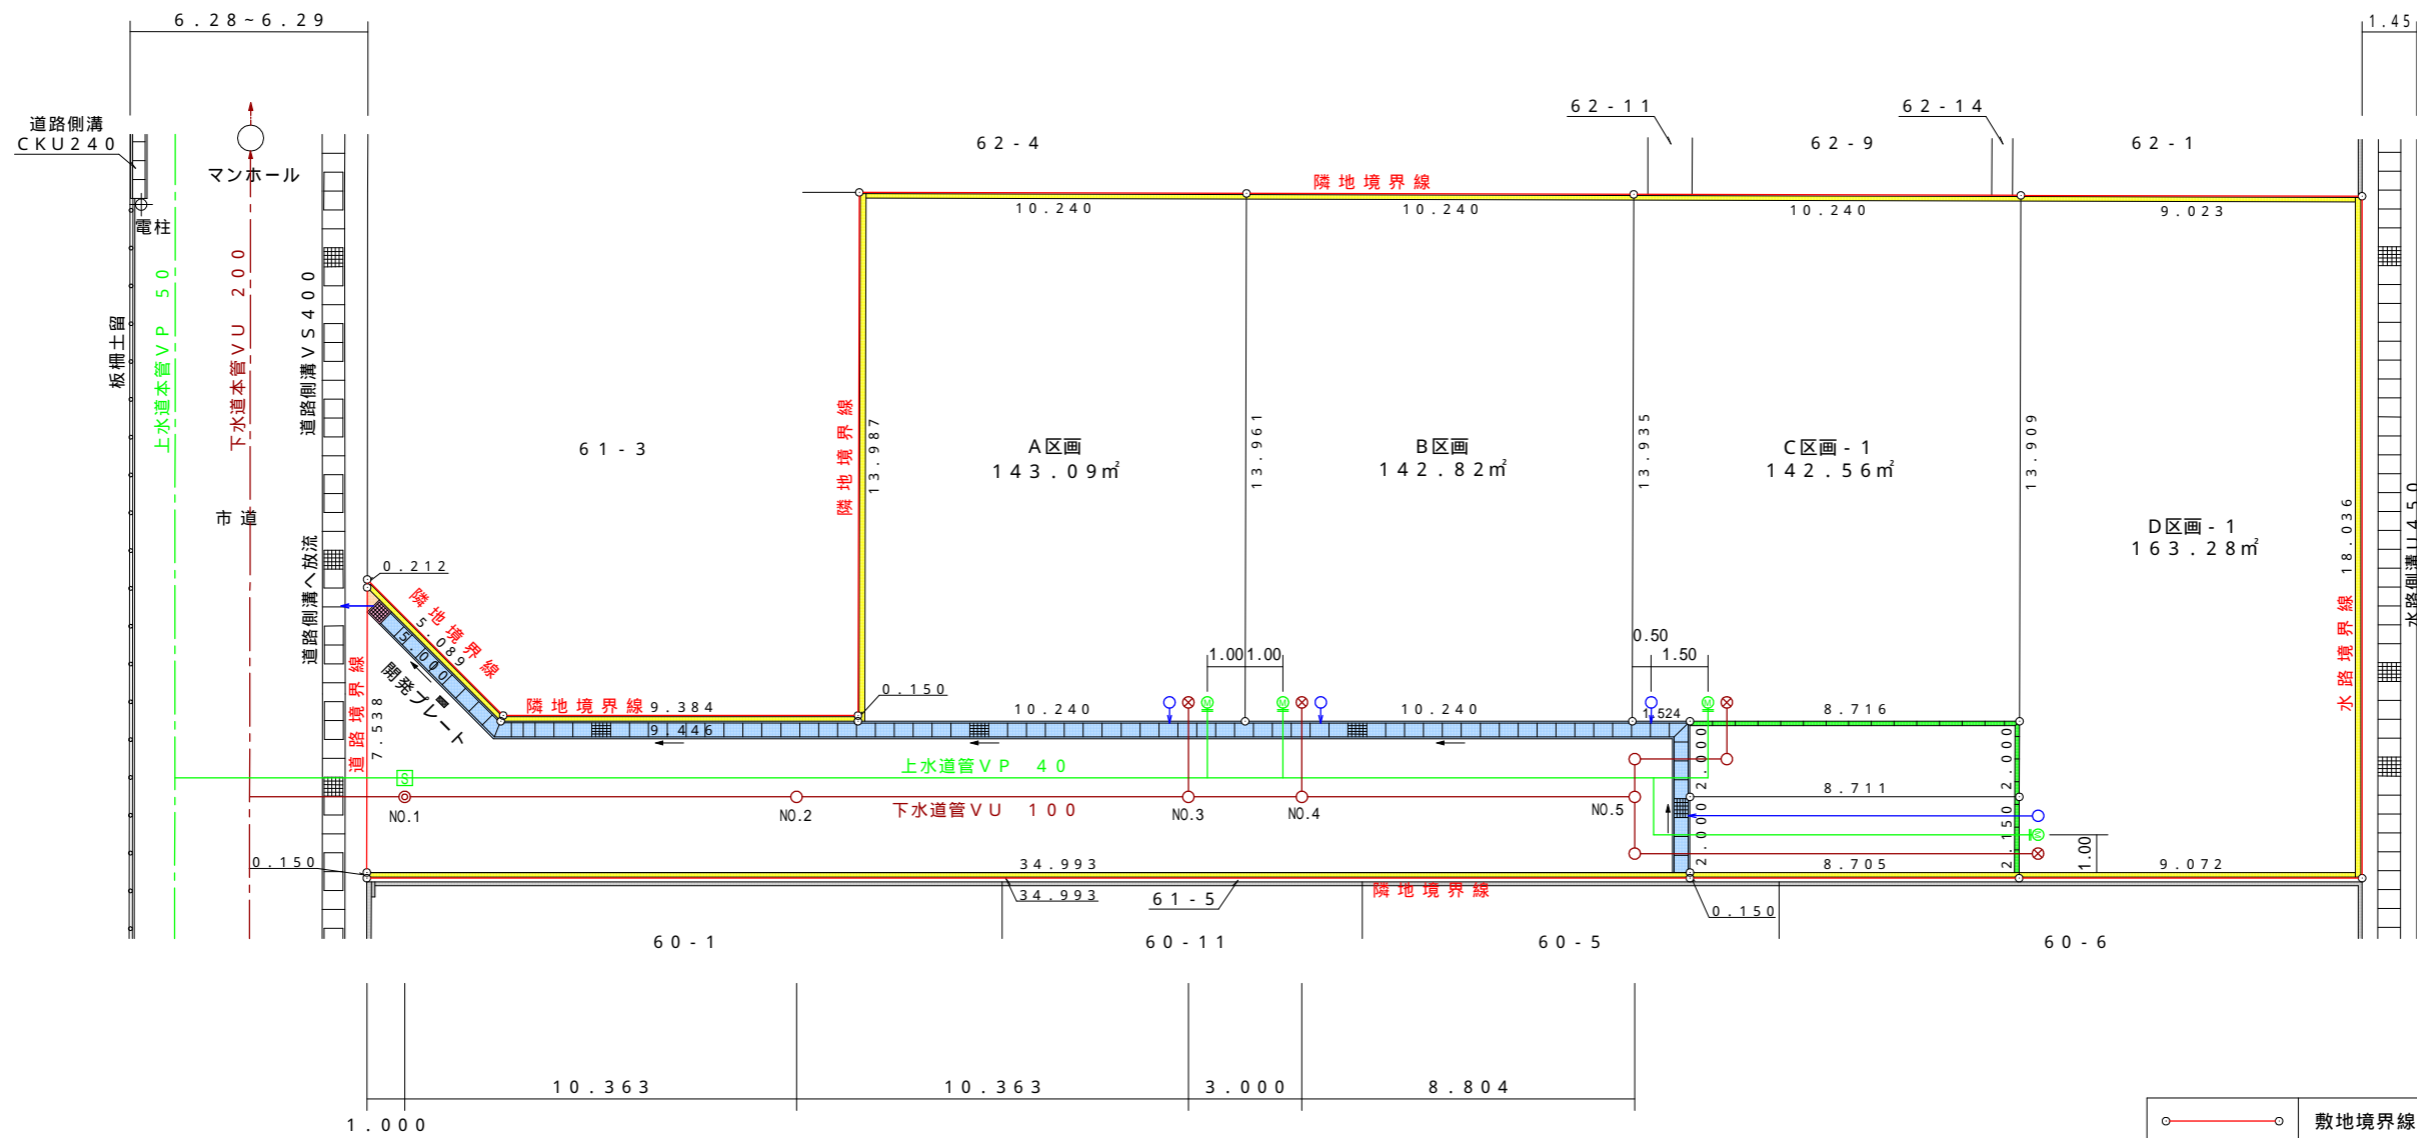 6.28~6.29
1.45
道路側溝
CKU240
マンホール
電柱
62-4
62-11
62-9
62-14
62-1
隣地境界線
10.240
10.240
10.240
9.023
上水道本管VP 50
下水道本管VU 200
道路側溝VS400
板柵土留
市道
道路側溝へ放流
61-3
隣地境界線
13.987
A区画
143.09㎡
13.961
B区画
142.82㎡
13.935
C区画-1
142.56㎡
13.909
D区画-1
163.28㎡
18.036
水路境界線
水路側溝U450
0.212
隣地境界線
5.089
5.00
開発プレート
道路境界線
7.538
隣地境界線
9.384
9.446
0.150
10.240
1.00
1.00
10.240
0.50
1.50
1.524
8.716
2.000
2.000
8.711
2.000
2.150
8.705
1.00
9.072
上水道管VP 40
下水道管VU 100
S
M
M
M
M
NO.1
NO.2
NO.3
NO.4
NO.5
0.150
34.993
34.993
61-5
隣地境界線
0.150
60-1
60-11
60-5
60-6
10.363
10.363
3.000
8.804
1.000
敷地境界線